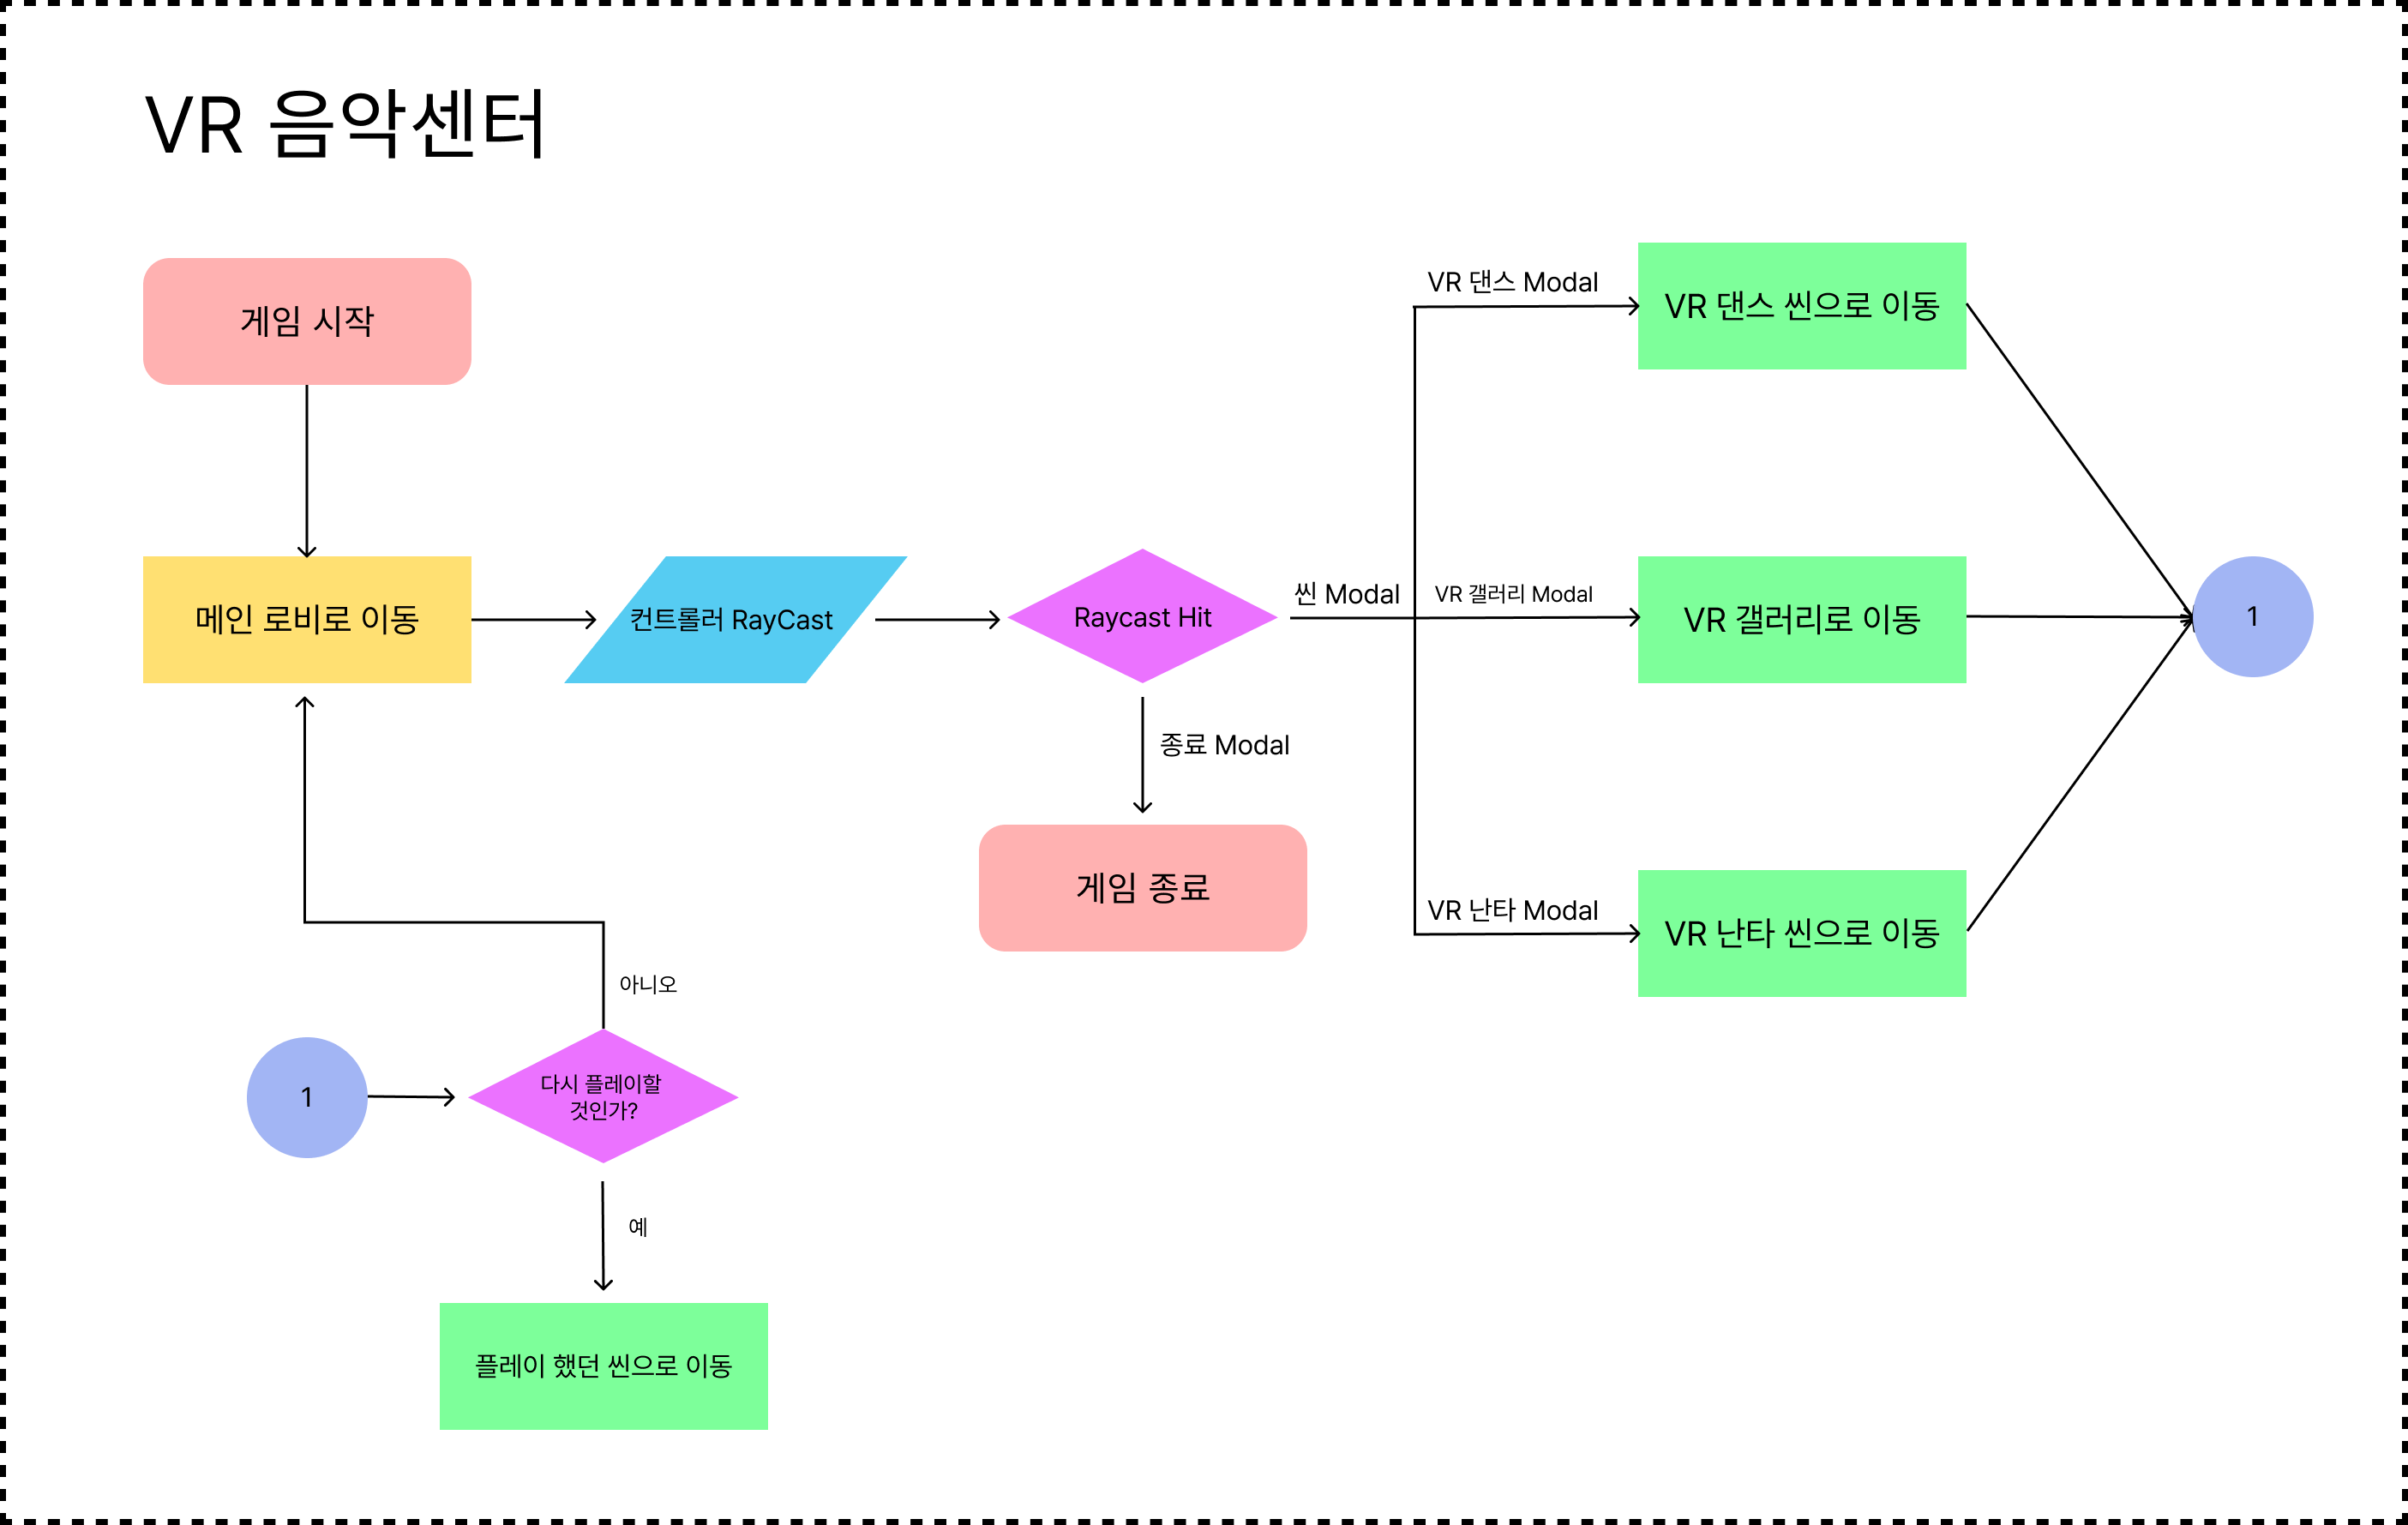 VR 음악센터
게임 시작
메인 로비로 이동
컨트롤러 RayCast
Raycast Hit
씬 Modal
VR 댄스 Modal
VR 댄스 씬으로 이동
VR 갤러리 Modal
VR 갤러리로 이동
VR 난타 Modal
VR 난타 씬으로 이동
1
종료 Modal
게임 종료
아니오
1
다시 플레이할
것인가?
예
플레이 했던 씬으로 이동